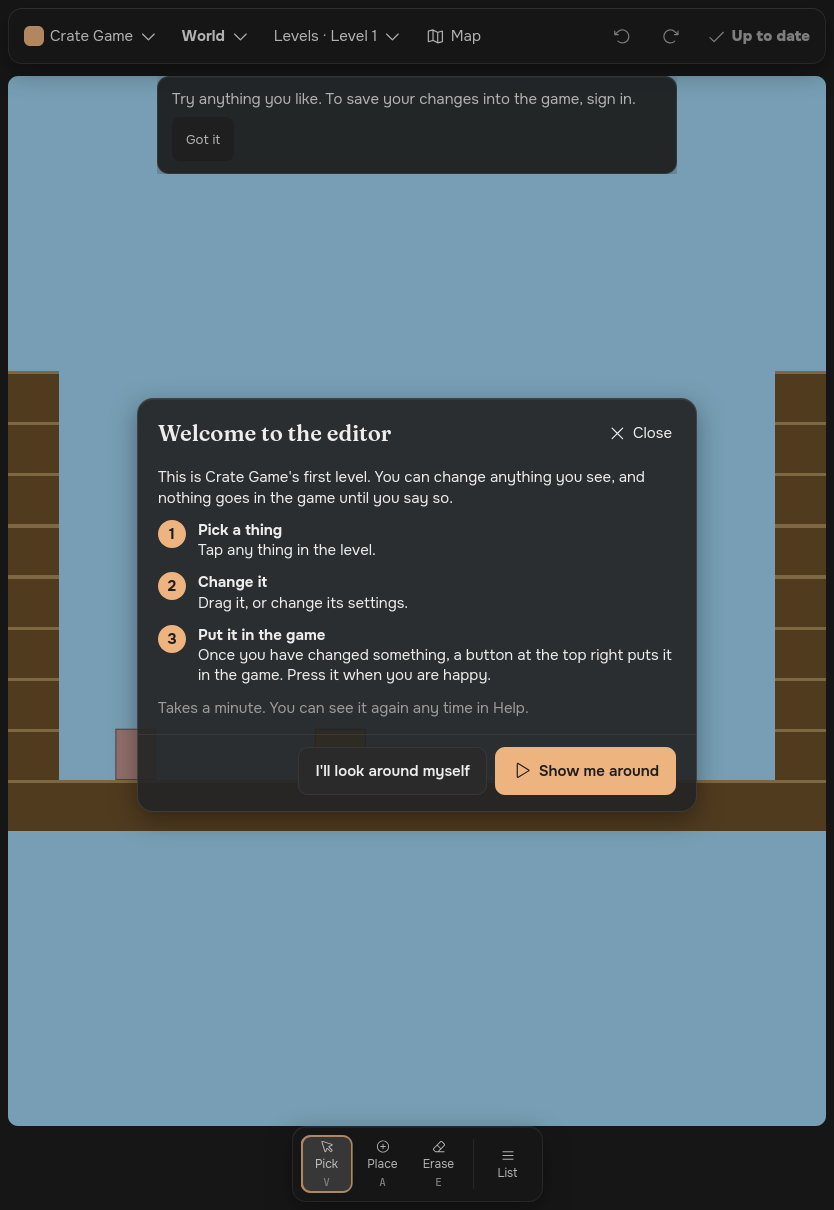 Crate Game
World
Levels · Level 1
Map
Up to date
Try anything you like. To save your changes into the game, sign in.
Got it
Welcome to the editor
Close
This is Crate Game's first level. You can change anything you see, and
nothing goes in the game until you say so.
1
Pick a thing
Tap any thing in the level.
2
Change it
Drag it, or change its settings.
3
Put it in the game
Once you have changed something, a button at the top right puts it
in the game. Press it when you are happy.
Takes a minute. You can see it again any time in Help.
I'll look around myself
Show me around
Pick
V
Place
A
Erase
E
List